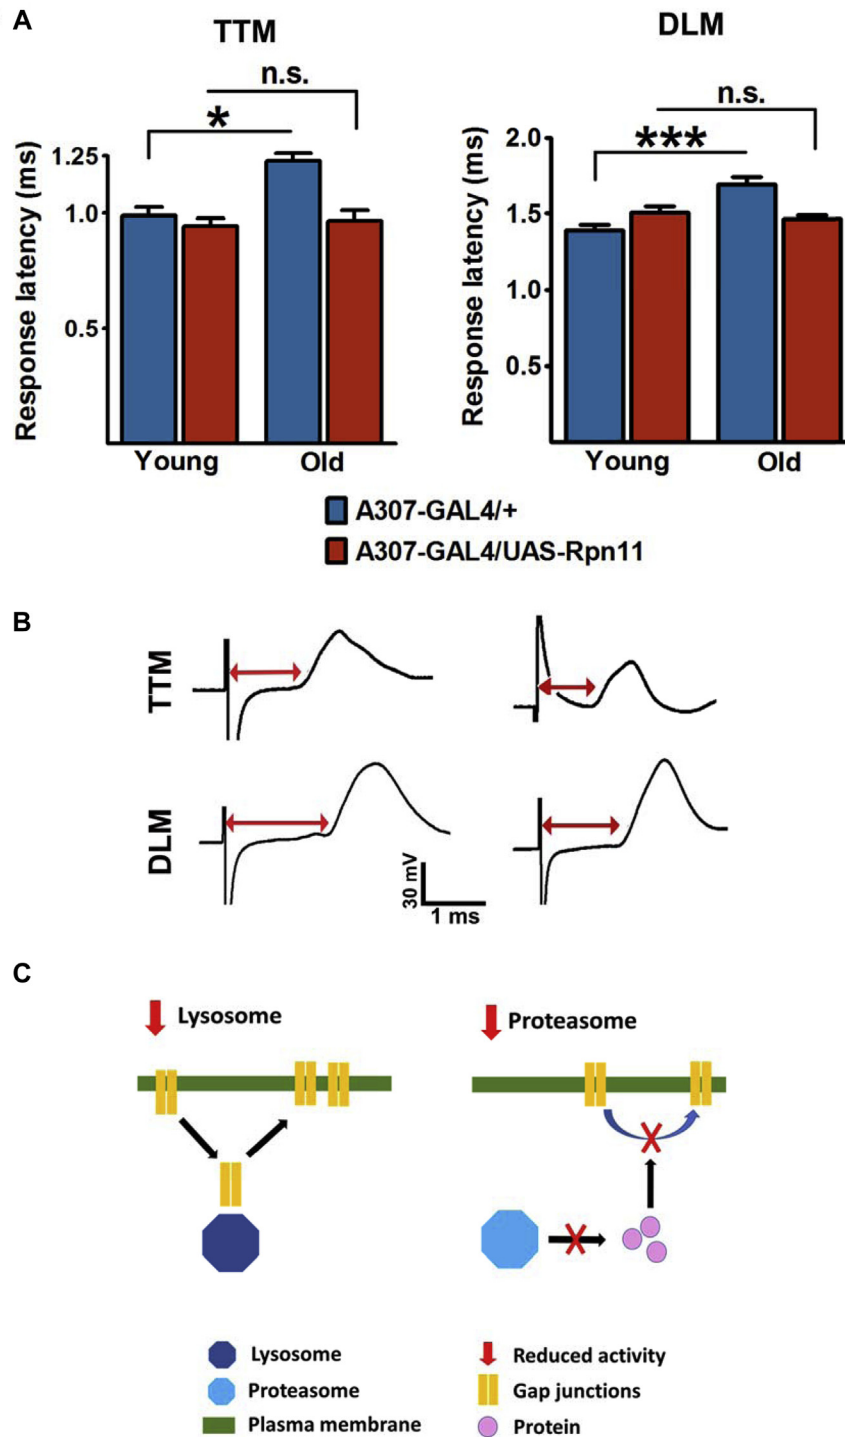 A
TTM
DLM
n.s.
*
n.s.
***
Response latency (ms)
1.25
1.0
0.5
Young
Old
Response latency (ms)
2.0
1.5
1.0
0.5
Young
Old
A307-GAL4/+
A307-GAL4/UAS-Rpn11
B
TTM
DLM
30 mV
1 ms
C
Lysosome
Proteasome
Lysosome
Reduced activity
Proteasome
Gap junctions
Plasma membrane
Protein